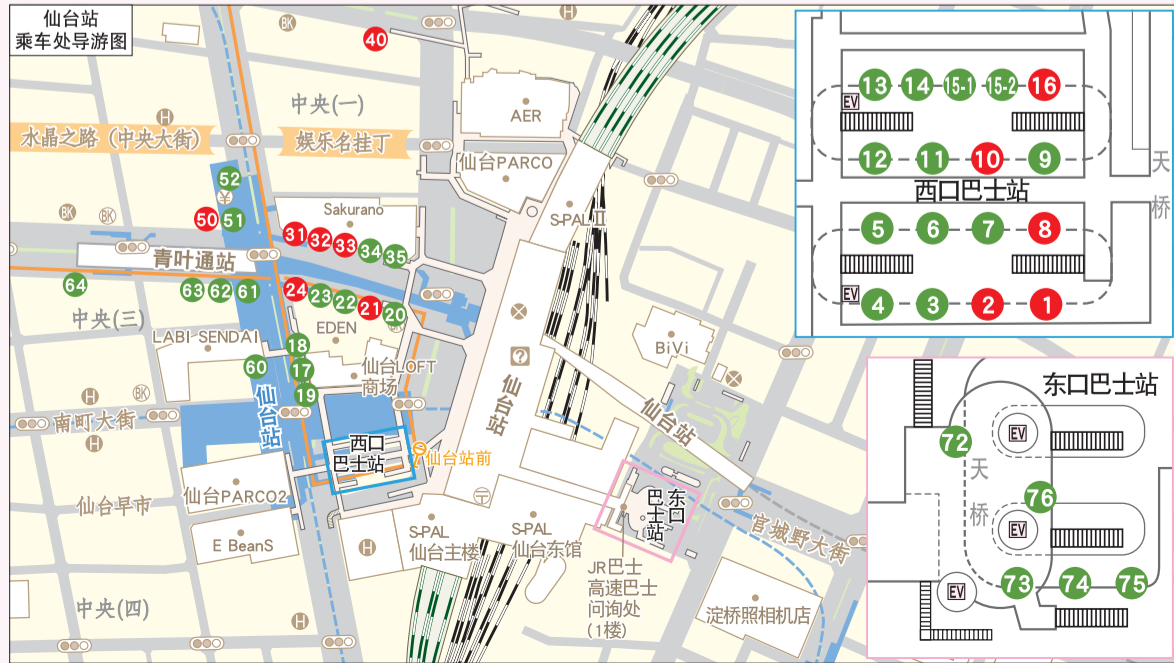 仙台站
乘车处导游图
BK
H
40
中央(一)
AER
水晶之路（中央大街）
H
娱乐名挂丁
仙台PARCO
52
¥
50
51
BK
BK
Sakurano
31
32
33
34
35
S-PAL II
青叶通站
64
63
62
61
24
23
22
21
20
BK
中央(三)
LABI SENDAI
EDEN
18
17
19
60
仙台LOFT
商场
?
仙台站
BiVi
H
BK
南町大街
H
仙台站
仙台站
西口
巴士站
仙台站前
仙台PARCO2
仙台早市
E BeanS
H
S-PAL
仙台主楼
S-PAL
仙台东馆
东口
巴士站
宫城野大街
JR巴士
高速巴士
问询处
(1楼)
淀桥照相机店
中央(四)
H
13
14
15-1
15-2
16
EV
12
11
10
9
西口巴士站
天桥
5
6
7
8
EV
4
3
2
1
东口巴士站
72
EV
天桥
76
EV
EV
73
74
75